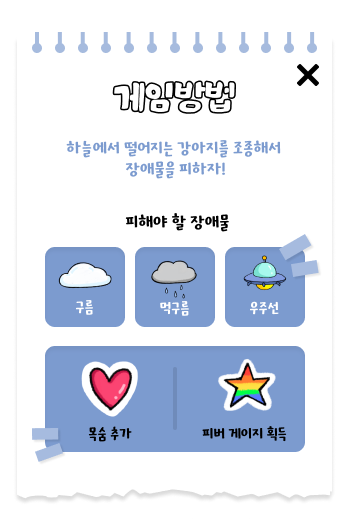 게임방법
하늘에서 떨어지는 강아지를 조종해서
장애물을 피하자!
피해야 할 장애물
구름
먹구름
우주선
목숨 추가
피버 게이지 획득